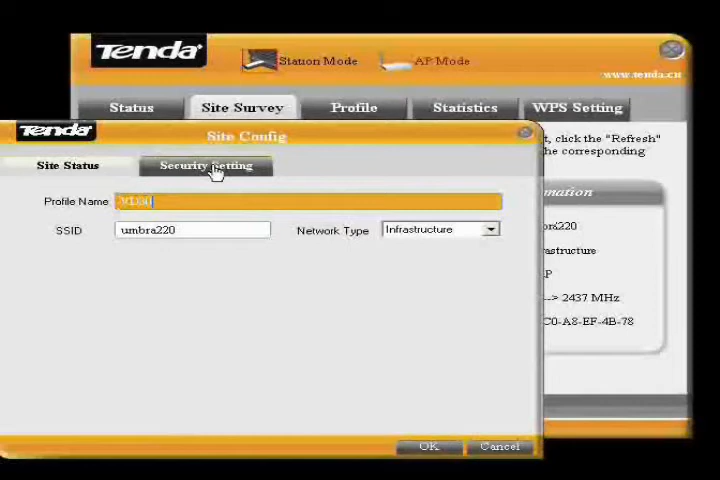 Tenda
Station Mode
AP Mode
www.tenda.cn
Status
Site Survey
Profile
Statistics
WPS Setting
Tenda
Site Config
t, click the "Refresh"
the corresponding
Site Status
Security Setting
mation
Profile Name
SSID
umbra220
Network Type
Infrastructure
ora220
astructure
P
--> 2437 MHz
C0-A8-EF-4B-78
OK
Cancel